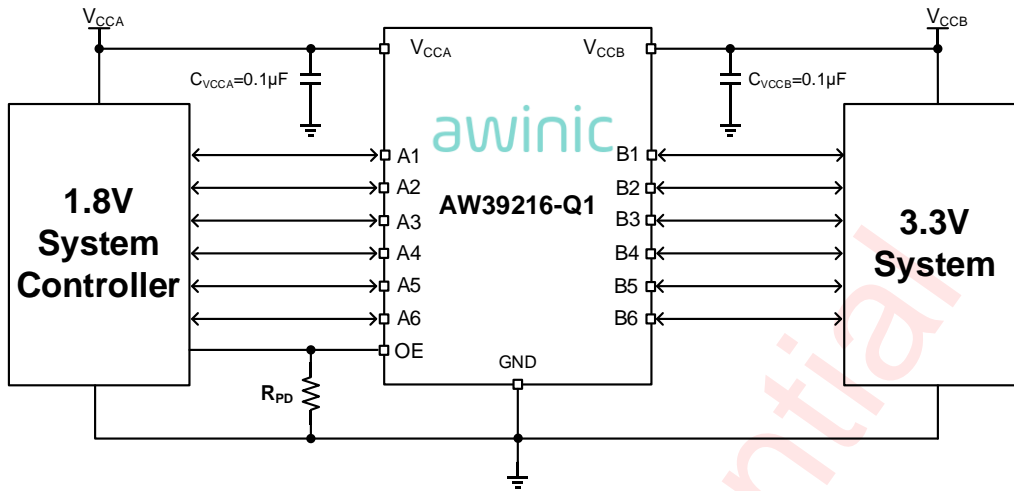 VCCA
VCCB
VCCA
VCCB
CVCCA=0.1µF
CVCCB=0.1µF
awinic
AW39216-Q1
1.8V
System
Controller
A1
A2
A3
A4
A5
A6
OE
B1
B2
B3
B4
B5
B6
3.3V
System
GND
RPD
ntial